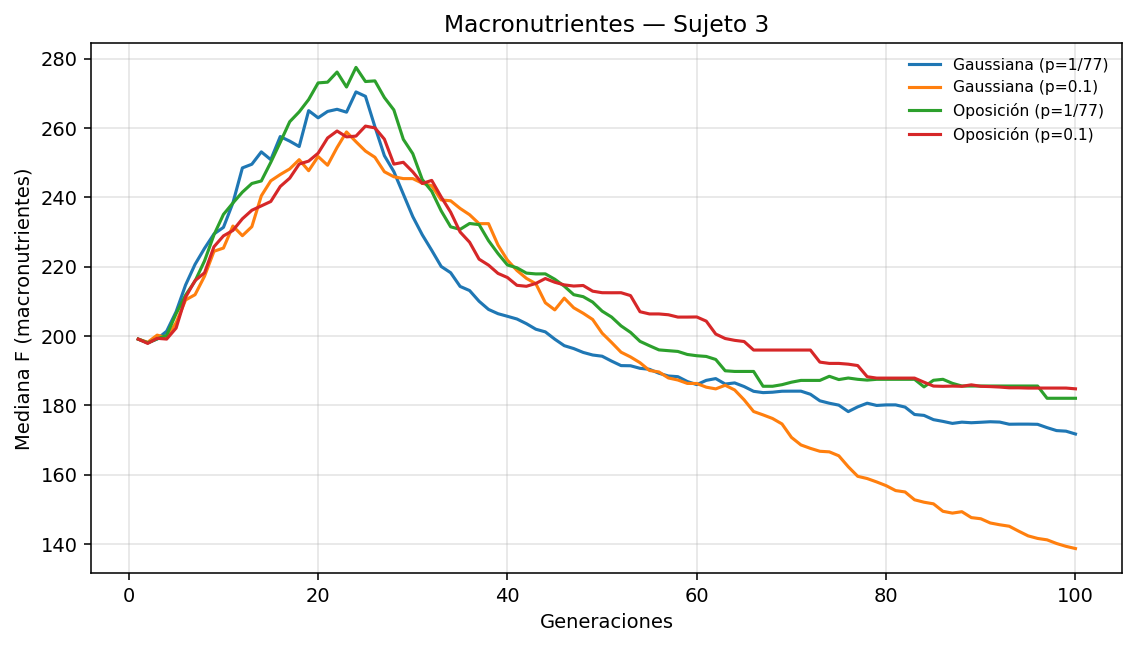 Macronutrientes — Sujeto 3
Mediana F (macronutrientes)
280
260
240
220
200
180
160
140
Gaussiana (p=1/77)
Gaussiana (p=0.1)
Oposición (p=1/77)
Oposición (p=0.1)
0 20 40 60 80 100
Generaciones